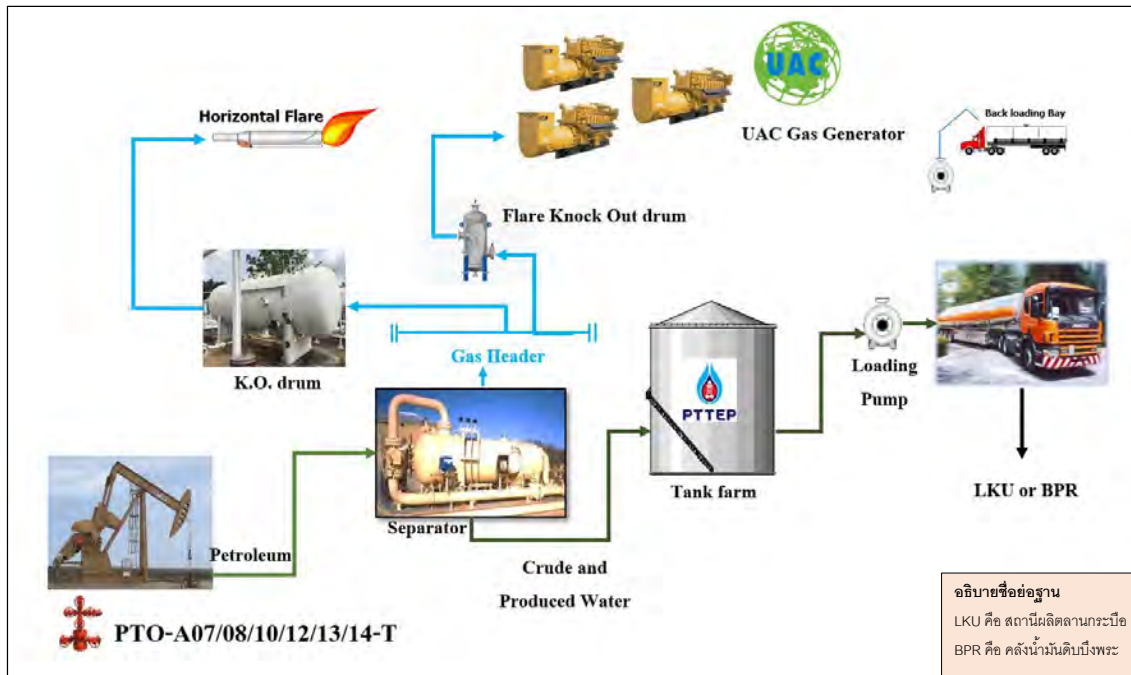 Horizontal Flare
UAC
UAC Gas Generator
Back loading Bay
Flare Knock Out drum
K.O. drum
Gas Header
PTTEP
Loading
Pump
Tank farm
LKU or BPR
Separator
Petroleum
Crude and
Produced Water
PTO-A07/08/10/12/13/14-T
อธิบายชื่อย่อฐาน
LKU คือ สถานีผลิตลานกระบือ
BPR คือ คลังน้ำมันดิบบึงพระ